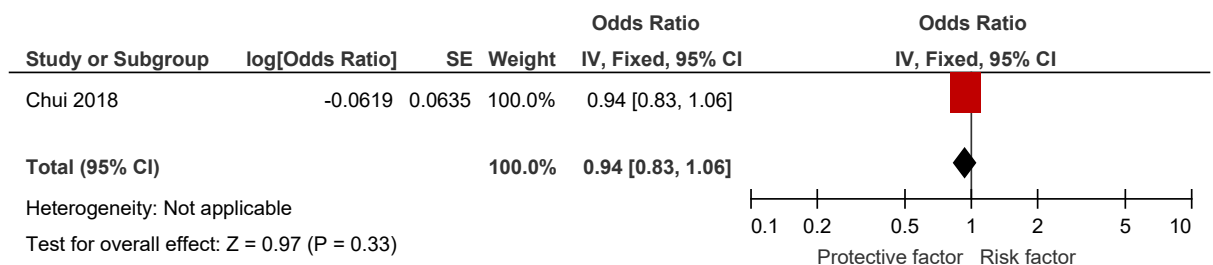 Odds Ratio Odds Ratio
Study or Subgroup log[Odds Ratio] SE Weight IV, Fixed, 95% CI IV, Fixed, 95% CI
Chui 2018 -0.0619 0.0635 100.0% 0.94 [0.83, 1.06]
Total (95% CI) 100.0% 0.94 [0.83, 1.06]
Heterogeneity: Not applicable
Test for overall effect: Z = 0.97 (P = 0.33)
0.1 0.2 0.5 1 2 5 10
Protective factor Risk factor